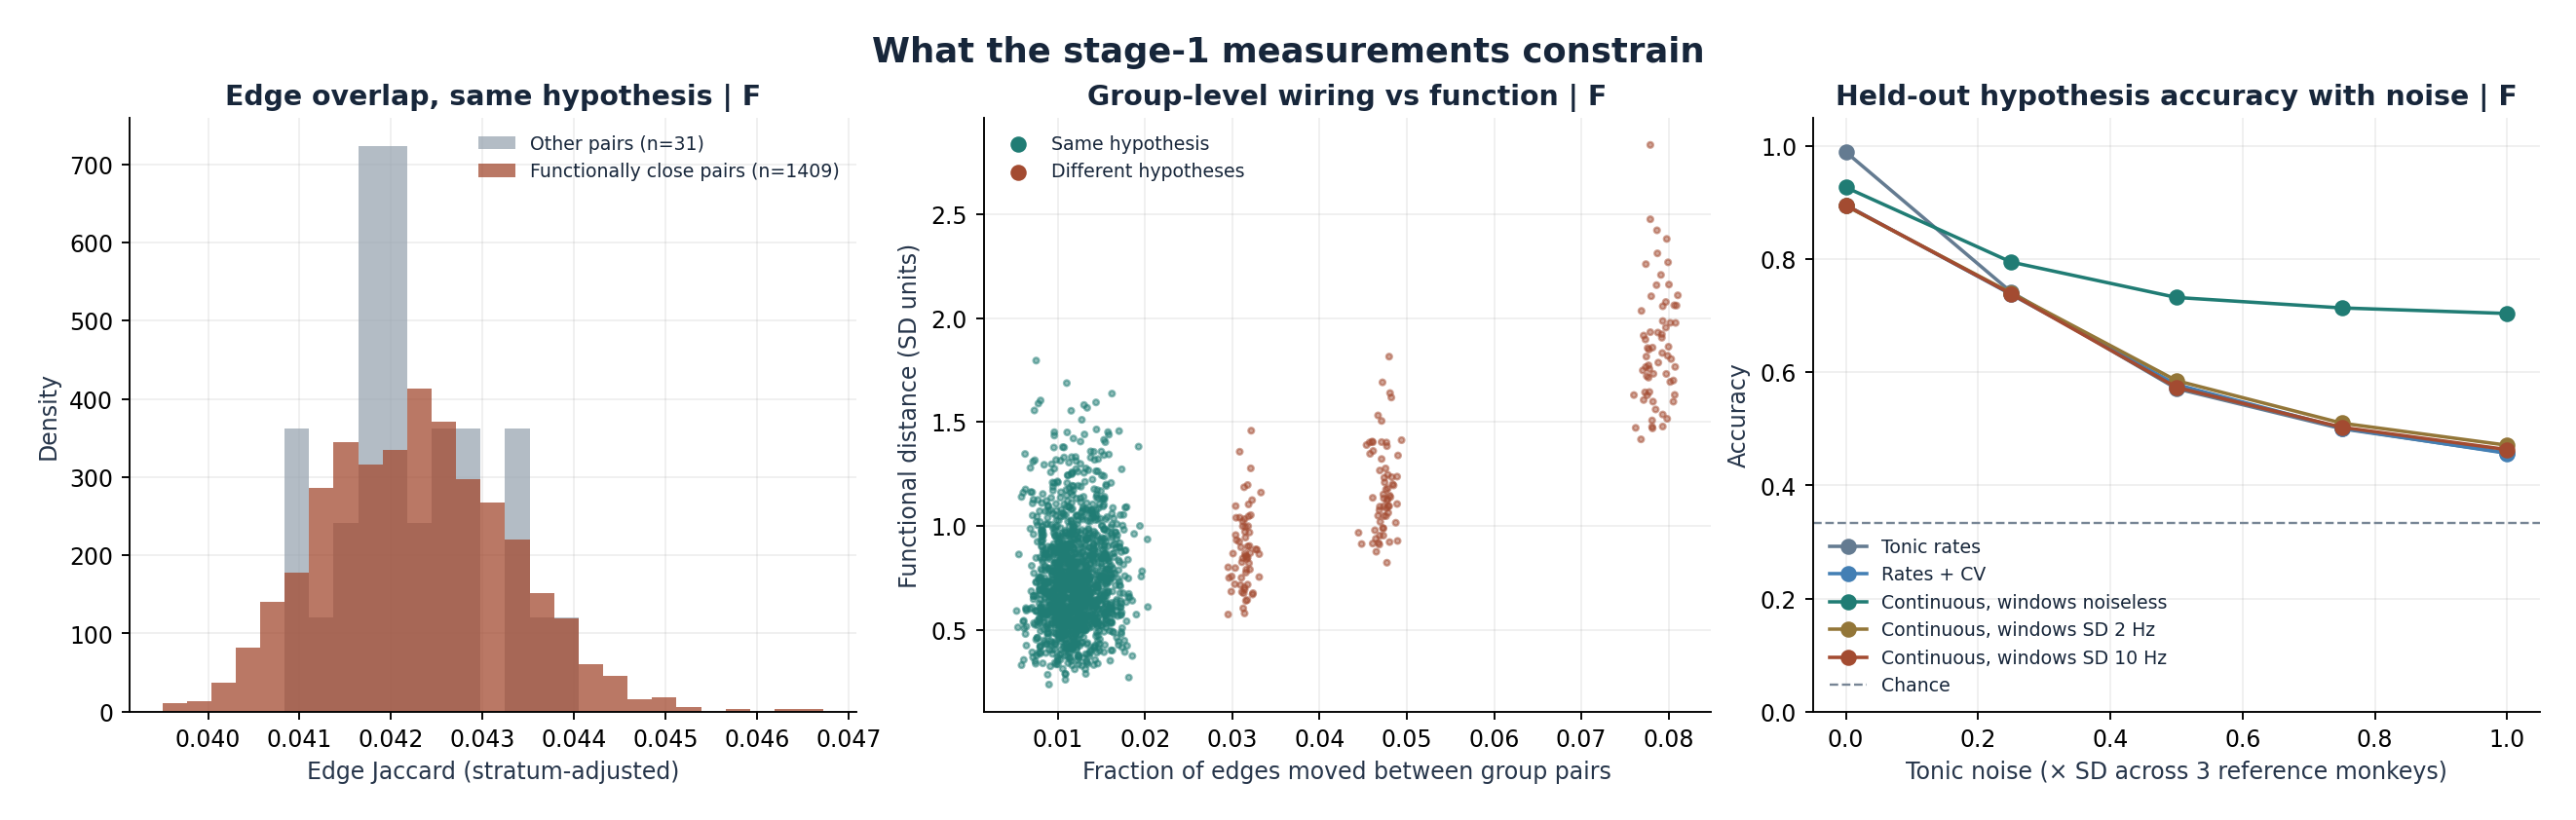 What the stage-1 measurements constrain
Edge overlap, same hypothesis | F
Other pairs (n=31)
Functionally close pairs (n=1409)
Density
700
600
500
400
300
200
100
0
0.040 0.041 0.042 0.043 0.044 0.045 0.046 0.047
Edge Jaccard (stratum-adjusted)
Group-level wiring vs function | F
Same hypothesis
Different hypotheses
Functional distance (SD units)
2.5
2.0
1.5
1.0
0.5
0.01 0.02 0.03 0.04 0.05 0.06 0.07 0.08
Fraction of edges moved between group pairs
Held-out hypothesis accuracy with noise | F
Accuracy
1.0
0.8
0.6
0.4
0.2
0.0
Tonic rates
Rates + CV
Continuous, windows noiseless
Continuous, windows SD 2 Hz
Continuous, windows SD 10 Hz
Chance
0.0 0.2 0.4 0.6 0.8 1.0
Tonic noise (× SD across 3 reference monkeys)